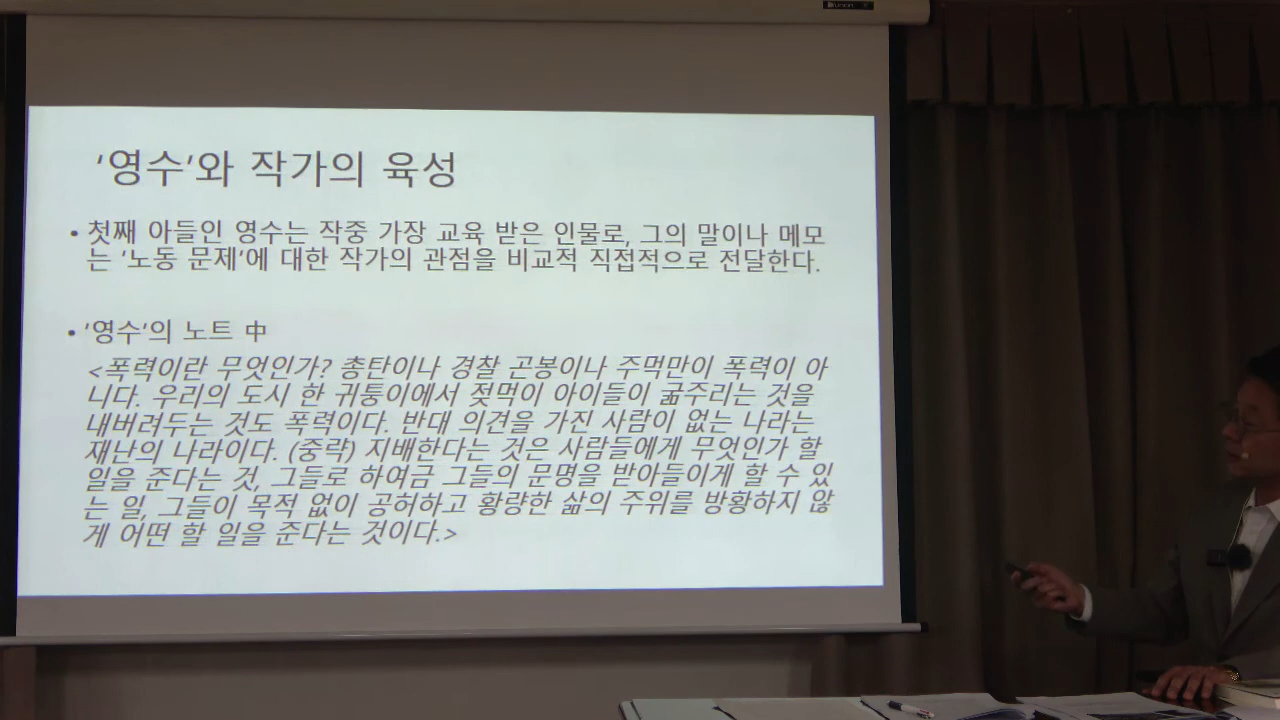 '영수'와 작가의 육성
• 첫째 아들인 영수는 작중 가장 교육 받은 인물로, 그의 말이나 메모
는 '노동 문제'에 대한 작가의 관점을 비교적 직접적으로 전달한다.
• '영수'의 노트 中
<폭력이란 무엇인가? 총탄이나 경찰 곤봉이나 주먹만이 폭력이 아
니다. 우리의 도시 한 귀퉁이에서 젖먹이 아이들이 굶주리는 것을
내버려두는 것도 폭력이다. 반대 의견을 가진 사람이 없는 나라는
재난의 나라이다. (중략) 지배한다는 것은 사람들에게 무엇인가 할
일을 준다는 것, 그들로 하여금 그들의 문명을 받아들이게 할 수 있
는 일, 그들이 목적 없이 공허하고 황량한 삶의 주위를 방황하지 않
게 어떤 할 일을 준다는 것이다.>